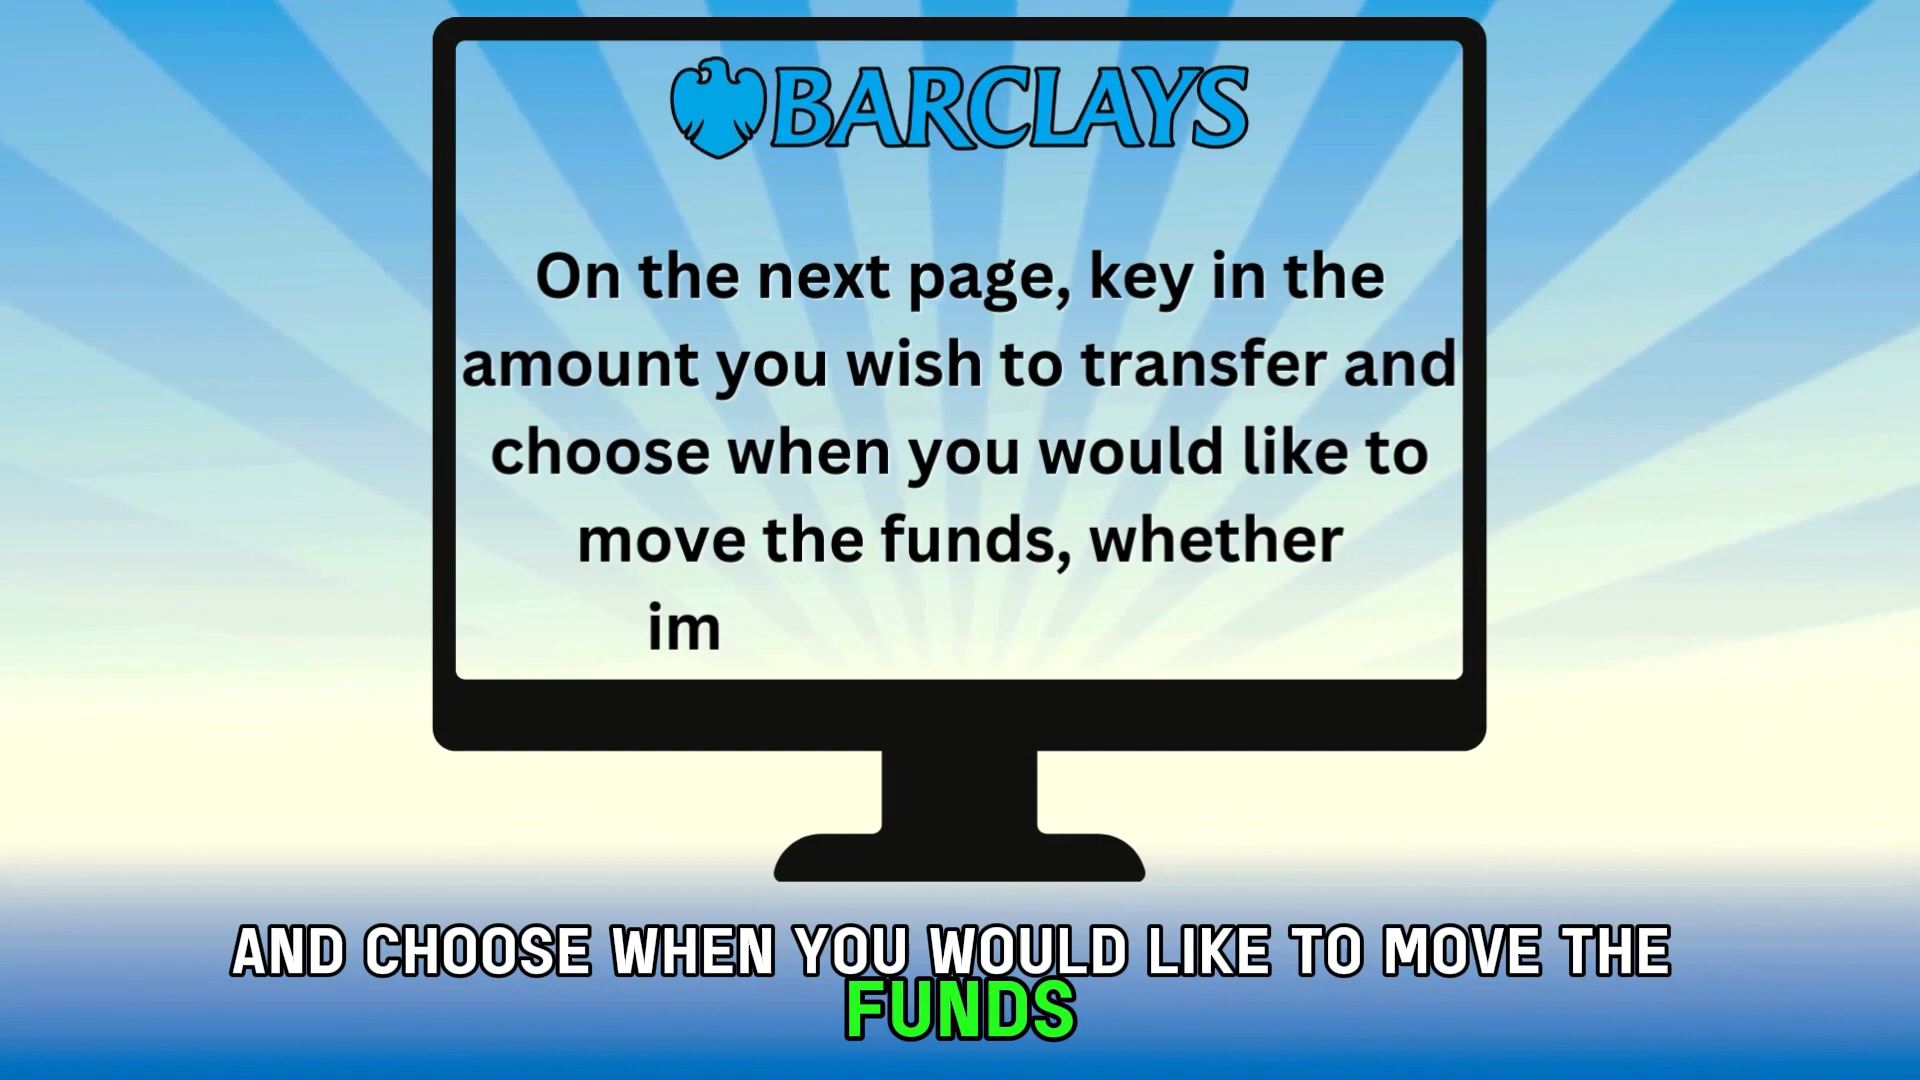 BARCLAYS
On the next page, key in the
amount you wish to transfer and
choose when you would like to
move the funds, whether
im
AND CHOOSE WHEN YOU WOULD LIKE TO MOVE THE
FUNDS